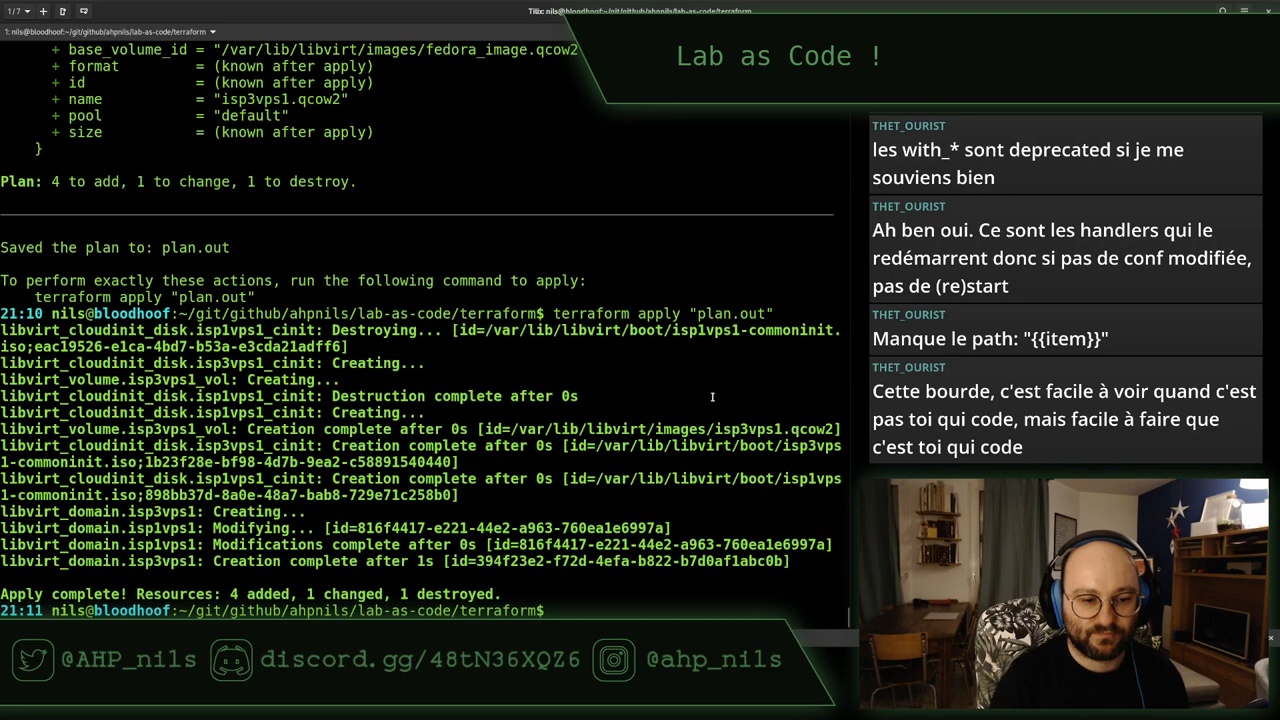 1/7
Tilix: nils@bloodhoof:~/git/github/ahpnils/lab-as-code/terraform
1: nils@bloodhoof:~/git/github/ahpnils/lab-as-code/terraform
+ base_volume_id = "/var/lib/libvirt/images/fedora_image.qcow2
+ format         = (known after apply)
+ id             = (known after apply)
+ name           = "isp3vps1.qcow2"
+ pool           = "default"
+ size           = (known after apply)
}
Plan: 4 to add, 1 to change, 1 to destroy.
Saved the plan to: plan.out
To perform exactly these actions, run the following command to apply:
terraform apply "plan.out"
21:10 nils@bloodhoof:~/git/github/ahpnils/lab-as-code/terraform$ terraform apply "plan.out"
libvirt_cloudinit_disk.isp1vps1_cinit: Destroying... [id=/var/lib/libvirt/boot/isp1vps1-commoninit.
iso;eac19526-e1ca-4bd7-b53a-e3cda21adff6]
libvirt_cloudinit_disk.isp3vps1_cinit: Creating...
libvirt_volume.isp3vps1_vol: Creating...
libvirt_cloudinit_disk.isp1vps1_cinit: Destruction complete after 0s
libvirt_cloudinit_disk.isp1vps1_cinit: Creating...
libvirt_volume.isp3vps1_vol: Creation complete after 0s [id=/var/lib/libvirt/images/isp3vps1.qcow2]
libvirt_cloudinit_disk.isp3vps1_cinit: Creation complete after 0s [id=/var/lib/libvirt/boot/isp3vps
1-commoninit.iso;1b23f28e-bf98-4d7b-9ea2-c58891540440]
libvirt_cloudinit_disk.isp1vps1_cinit: Creation complete after 0s [id=/var/lib/libvirt/boot/isp1vps
1-commoninit.iso;898bb37d-8a0e-48a7-bab8-729e71c258b0]
libvirt_domain.isp3vps1: Creating...
libvirt_domain.isp1vps1: Modifying... [id=816f4417-e221-44e2-a963-760ea1e6997a]
libvirt_domain.isp1vps1: Modifications complete after 0s [id=816f4417-e221-44e2-a963-760ea1e6997a]
libvirt_domain.isp3vps1: Creation complete after 1s [id=394f23e2-f72d-4efa-b822-b7d0af1abc0b]
Apply complete! Resources: 4 added, 1 changed, 1 destroyed.
21:11 nils@bloodhoof:~/git/github/ahpnils/lab-as-code/terraform$
Lab as Code !
THET_OURIST
les with_* sont deprecated si je me
souviens bien
THET_OURIST
Ah ben oui. Ce sont les handlers qui le
redémarrent donc si pas de conf modifiée,
pas de (re)start
THET_OURIST
Manque le path: "{{item}}"
THET_OURIST
Cette bourde, c'est facile à voir quand c'est
pas toi qui code, mais facile à faire que
c'est toi qui code
@AHP_nils
discord.gg/48tN36XQZ6
@ahp_nils